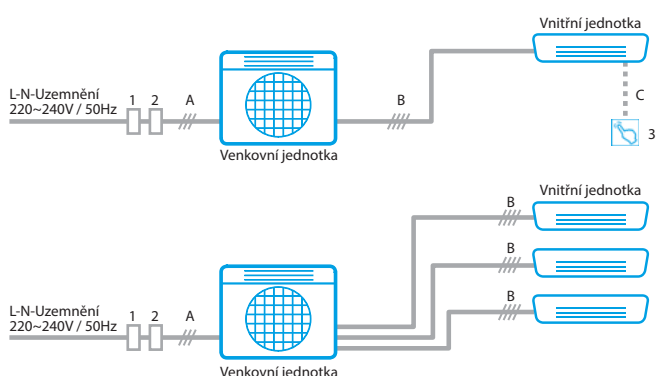 Vnitřní jednotka
L-N-Uzemnění
220~240V / 50Hz
1 2 A
B
C
3
Venkovní jednotka
Vnitřní jednotka
B
B
B
L-N-Uzemnění
220~240V / 50Hz
1 2 A
Venkovní jednotka